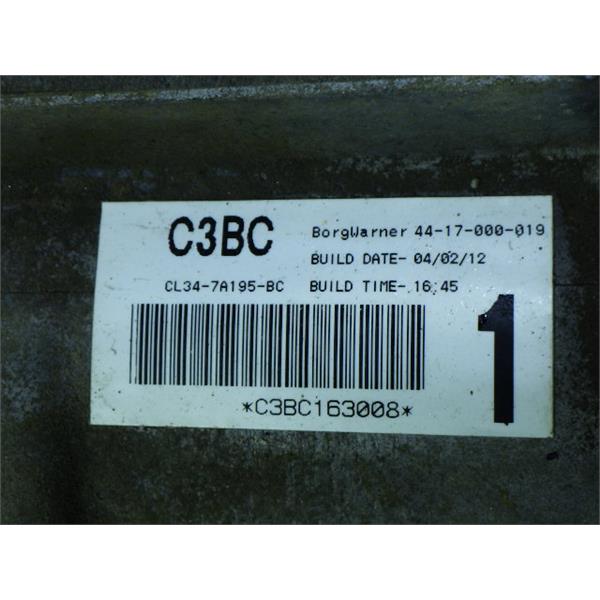 C3BC BorgWarner 44-17-000-019
BUILD DATE- 04/02/12
CL34-7A195-BC BUILD TIME- 16:45
1
*C3BC163008*